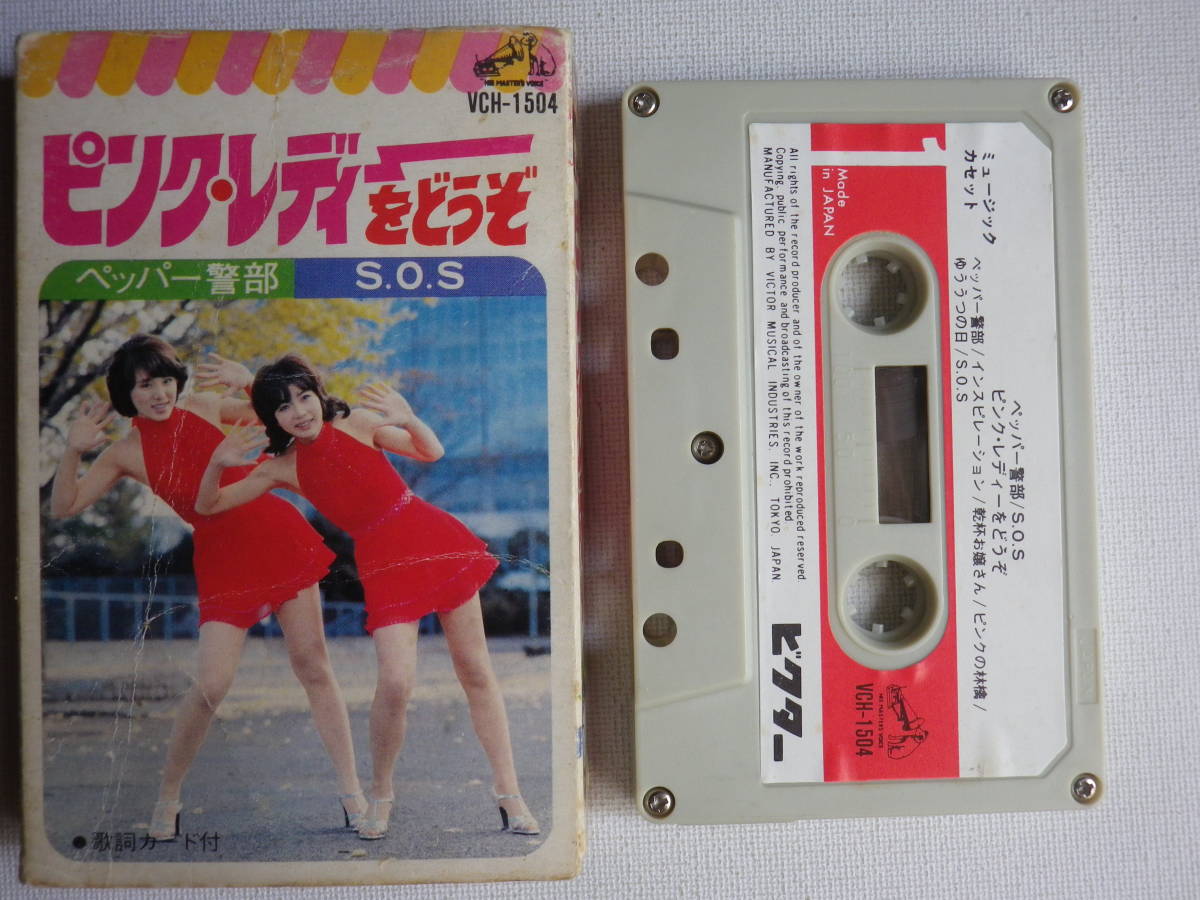 "HIS MASTER'S VOICE"
VCH-1504
ピンク・レディーをどうぞ
ペッパー警部
S.O.S
●歌詞カード付
1
Made
in JAPAN
ミュージック
カセット
ペッパー警部/S.O.S
ピンク・レディーをどうぞ
ペッパー警部/インスピレーション/乾杯お嬢さん/ピンクの林檎/
ゆううつの日/S.O.S
All rights of the record producer and of the owner of the work reproduced reserved
Copying, public performance and broadcasting of this record prohibited
MANUFACTURED BY VICTOR MUSICAL INDUSTRIES, INC., TOKYO, JAPAN.
ビクター
HIS MASTERS VOICE
VCH-1504